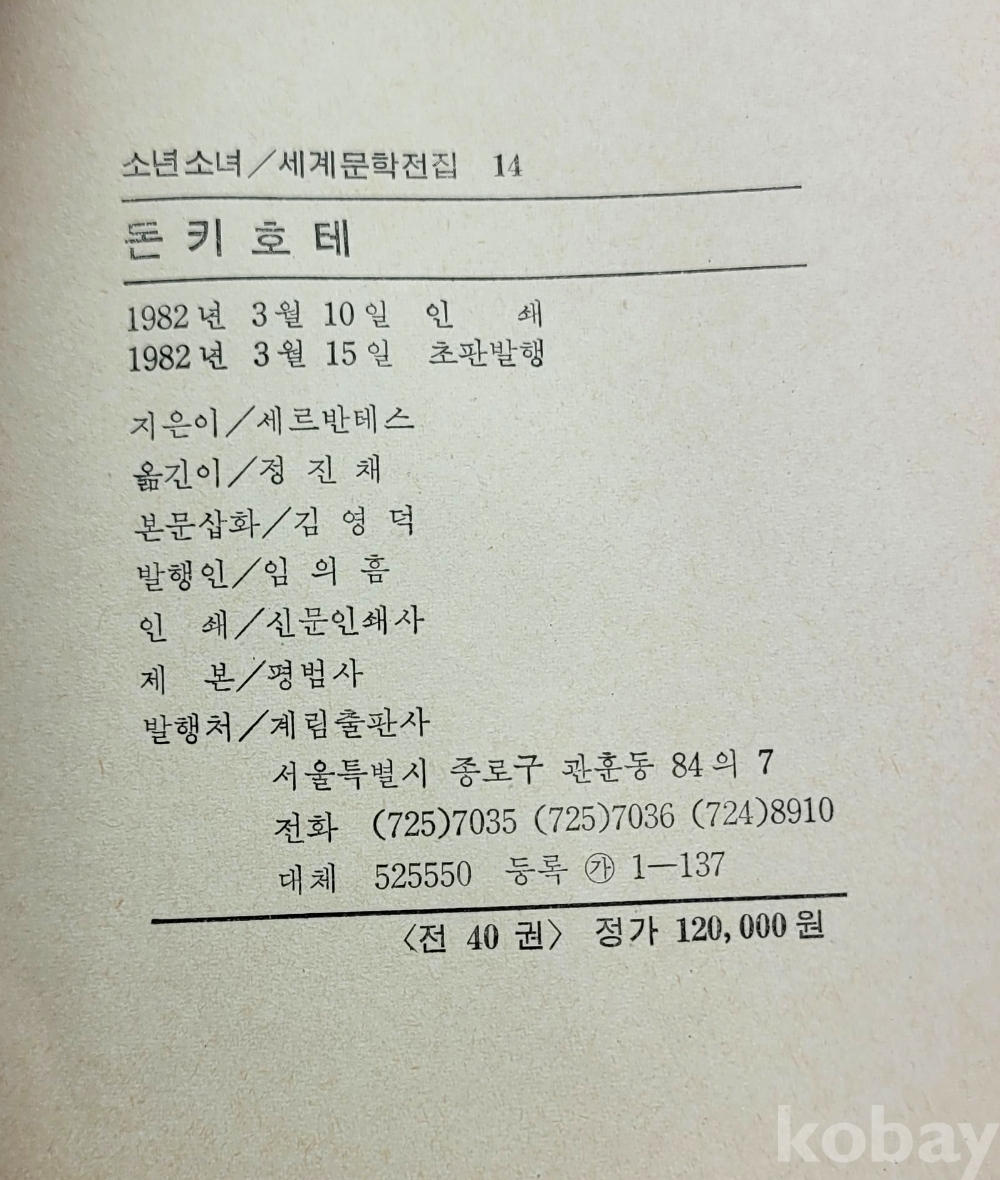 소년소녀/세계문학전집 14
돈키호테
1982년 3월 10일 인 쇄
1982년 3월 15일 초판발행
지은이/세르반테스
옮긴이/정 진 채
본문삽화/김 영 덕
발행인/임 의 흠
인 쇄/신문인쇄사
제 본/평범사
발행처/계림출판사
서울특별시 종로구 관훈동 84의 7
전화 (725)7035 (725)7036 (724)8910
대체 525550 등록 ㉮ 1—137
〈전 40 권〉 정가 120,000원
kobay